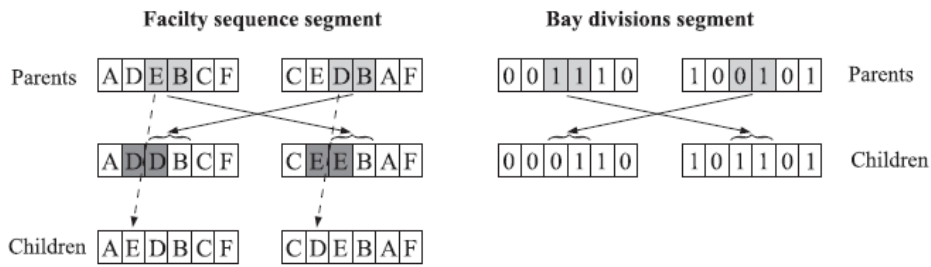 Facilty sequence segment Bay divisions segment
Parents A D E B C F C E D B A F 0 0 1 1 1 0 1 0 0 1 0 1 Parents
A D D B C F C E E B A F 0 0 0 1 1 0 1 0 1 1 0 1 Children
Children A E D B C F C D E B A F